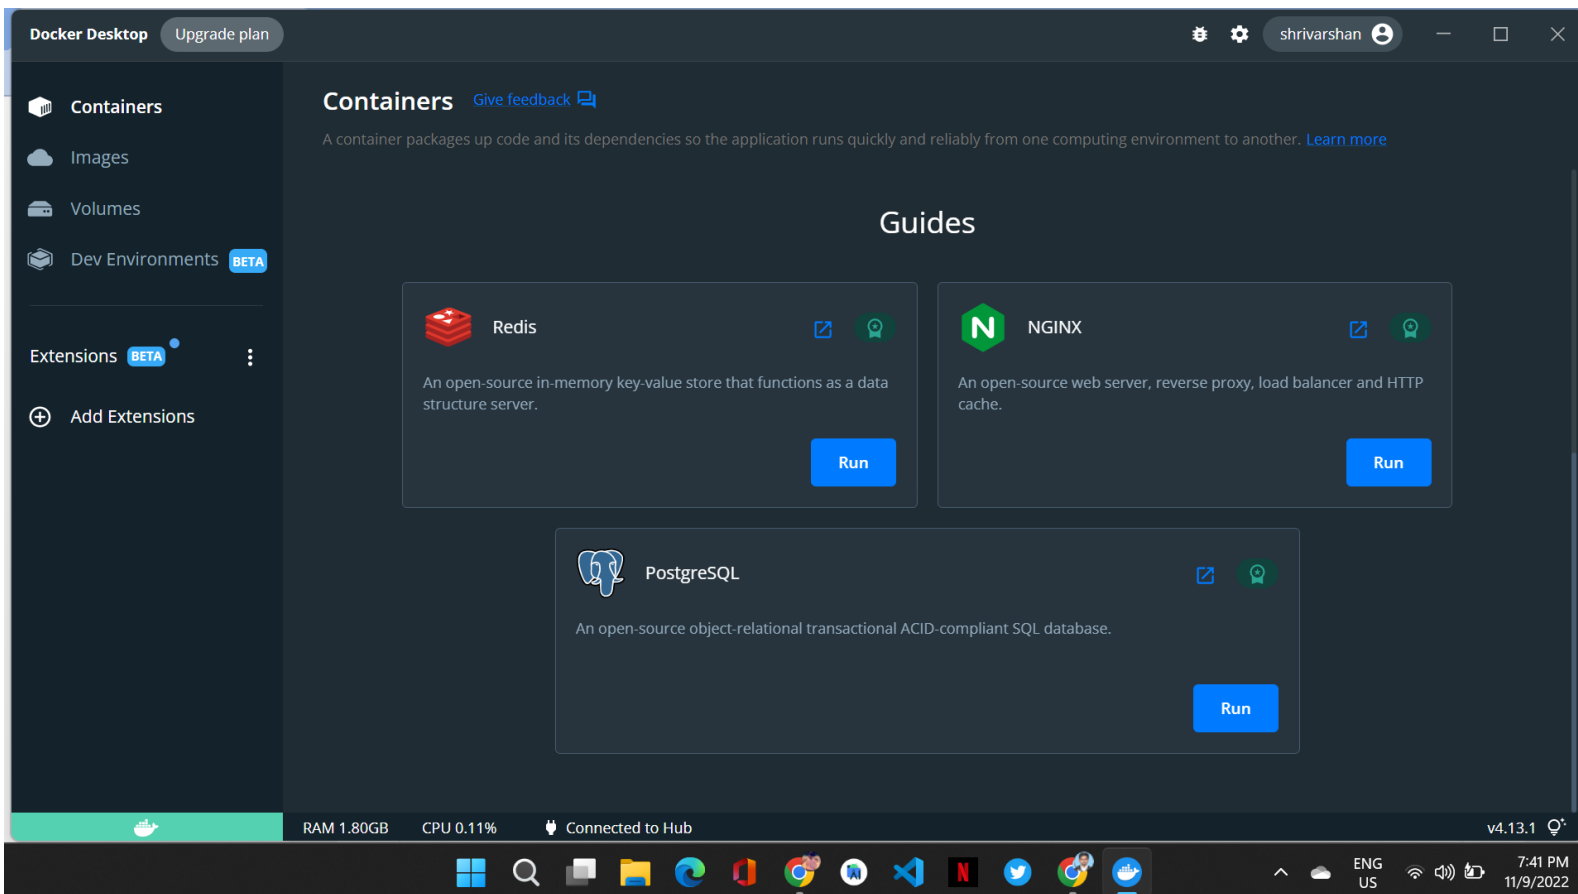 Docker Desktop Upgrade plan shrivarshan
Containers
Images
Volumes
Dev Environments BETA
Extensions BETA
Add Extensions
Containers Give feedback
A container packages up code and its dependencies so the application runs quickly and reliably from one computing environment to another. Learn more
Guides
Redis
An open-source in-memory key-value store that functions as a data
structure server.
Run
NGINX
An open-source web server, reverse proxy, load balancer and HTTP
cache.
Run
PostgreSQL
An open-source object-relational transactional ACID-compliant SQL database.
Run
RAM 1.80GB CPU 0.11% Connected to Hub v4.13.1
N
ENG
US
7:41 PM
11/9/2022